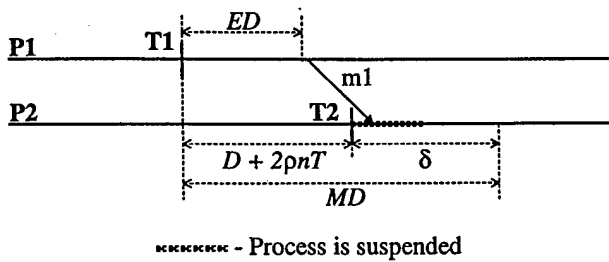 ED
T1
P1
m1
P2
T2
D + 2ρnT
δ
MD
- Process is suspended